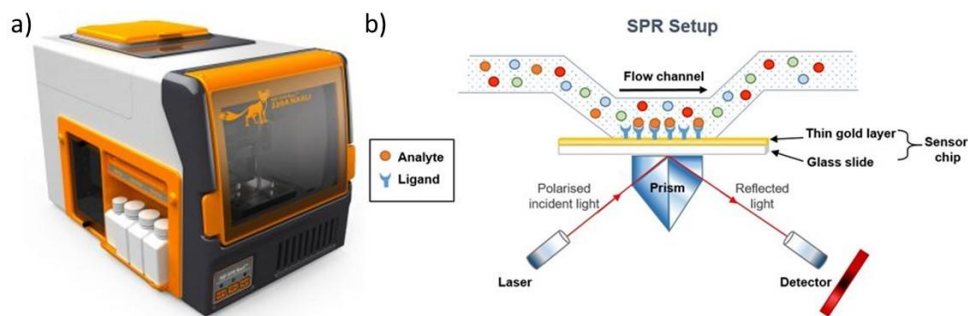 a)
b)
SPR Setup
Flow channel
Analyte
Ligand
Thin gold layer
Glass slide
Sensor
chip
Polarised
incident light
Prism
Reflected
light
Laser
Detector